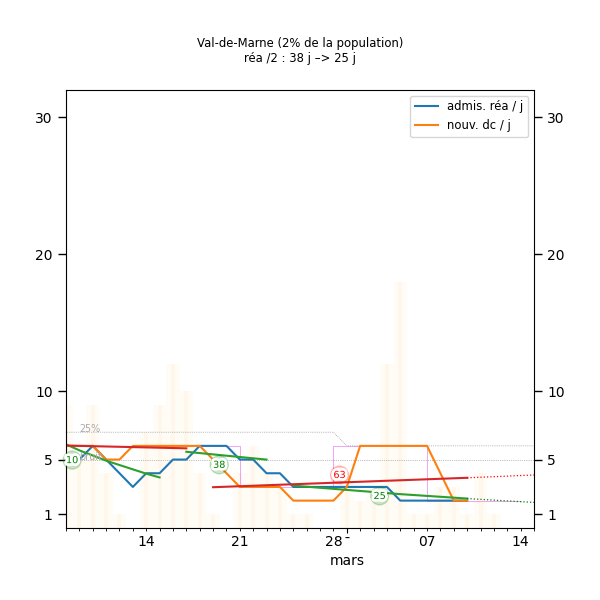 Val-de-Marne (2% de la population)
réa /2 : 38 j –> 25 j
admis. réa / j
nouv. dc / j
30 30
20 20
10 10
25%
5 5
10
38
63
25
1 1
14 21 28 07 14
mars